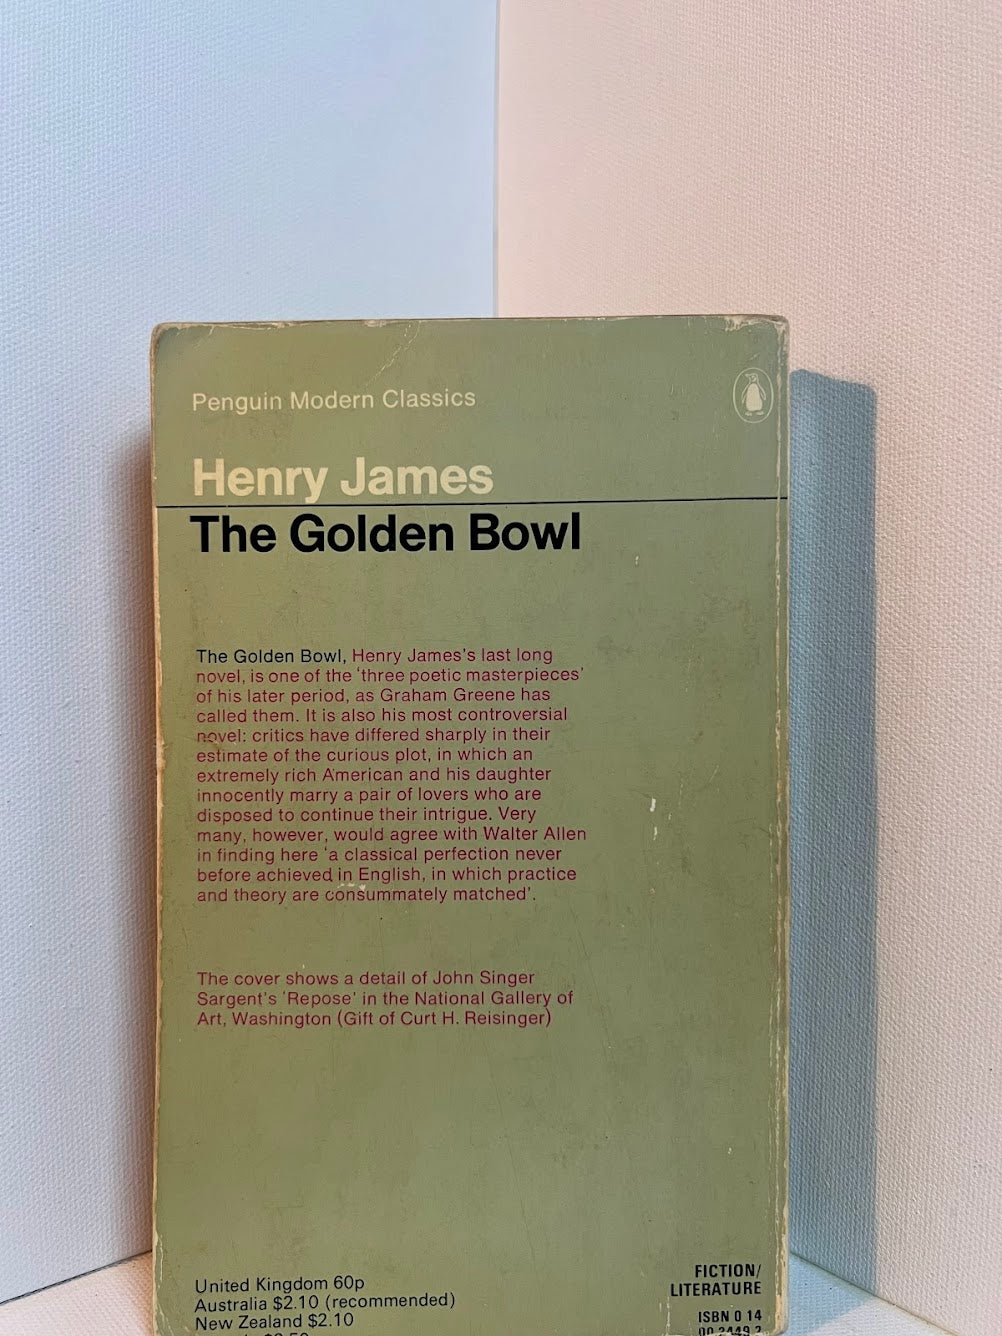 Penguin Modern Classics
Henry James
The Golden Bowl
The Golden Bowl, Henry James's last long
novel, is one of the 'three poetic masterpieces'
of his later period, as Graham Greene has
called them. It is also his most controversial
novel: critics have differed sharply in their
estimate of the curious plot, in which an
extremely rich American and his daughter
innocently marry a pair of lovers who are
disposed to continue their intrigue. Very
many, however, would agree with Walter Allen
in finding here 'a classical perfection never
before achieved in English, in which practice
and theory are consummately matched'.
The cover shows a detail of John Singer
Sargent's 'Repose' in the National Gallery of
Art, Washington (Gift of Curt H. Reisinger)
United Kingdom 60p
Australia $2.10 (recommended)
New Zealand $2.10
FICTION/
LITERATURE
ISBN 0 14
00 2449 2